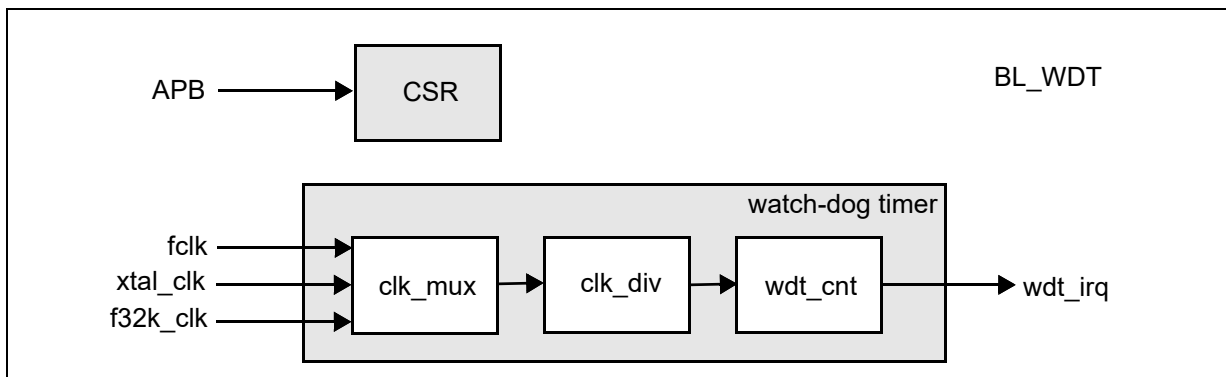 APB
CSR
BL_WDT
watch-dog timer
fclk
xtal_clk
f32k_clk
clk_mux
clk_div
wdt_cnt
wdt_irq